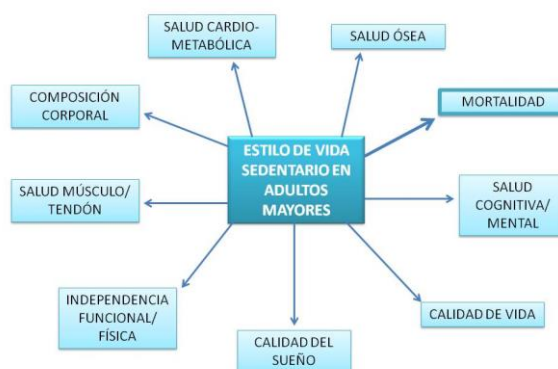 SALUD CARDIO-
METABÓLICA
SALUD ÓSEA
COMPOSICIÓN
CORPORAL
MORTALIDAD
ESTILO DE VIDA
SEDENTARIO EN
ADULTOS
MAYORES
SALUD MÚSCULO/
TENDÓN
SALUD
COGNITIVA/
MENTAL
INDEPENDENCIA
FUNCIONAL/
FÍSICA
CALIDAD DEL
SUEÑO
CALIDAD DE VIDA